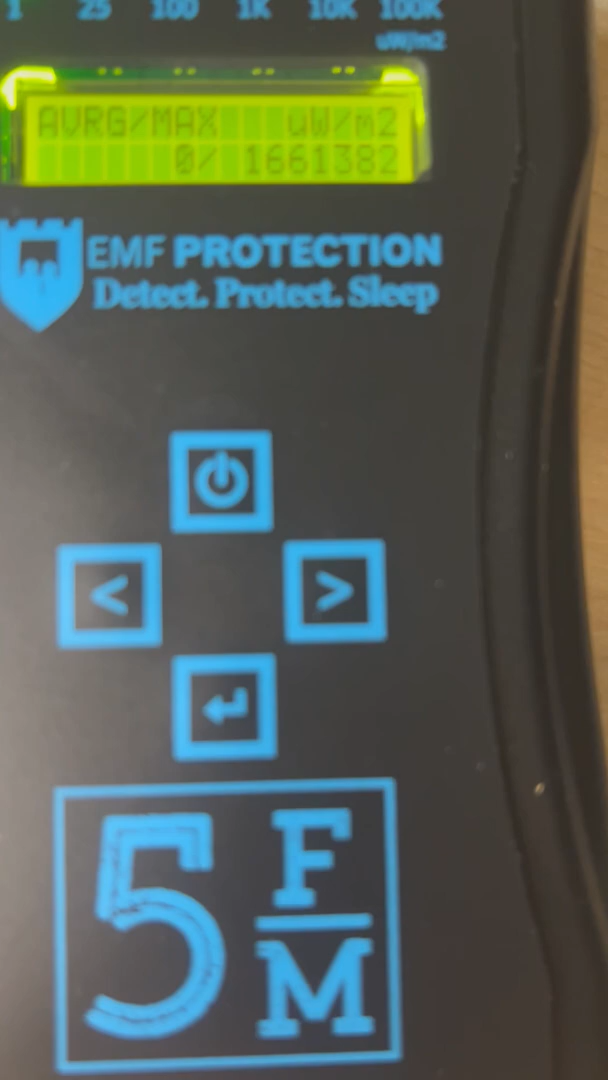 1 25 100 1K 10K 100K
uW/m2
AVRG/MAX uW/m2
0/ 1661382
EMF PROTECTION
Detect. Protect. Sleep
<
>
5 F
M